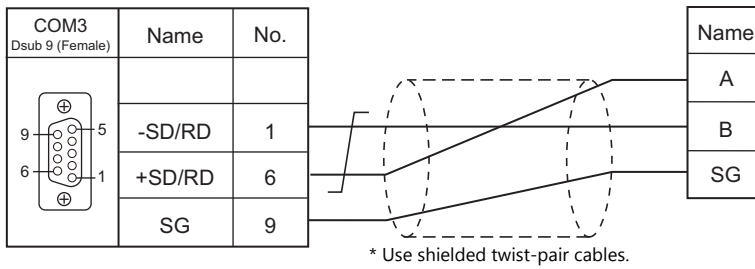 COM3
Dsub 9 (Female)
Name
No.
Name
A
9
5
-SD/RD
1
B
6
1
+SD/RD
6
SG
SG
9
* Use shielded twist-pair cables.